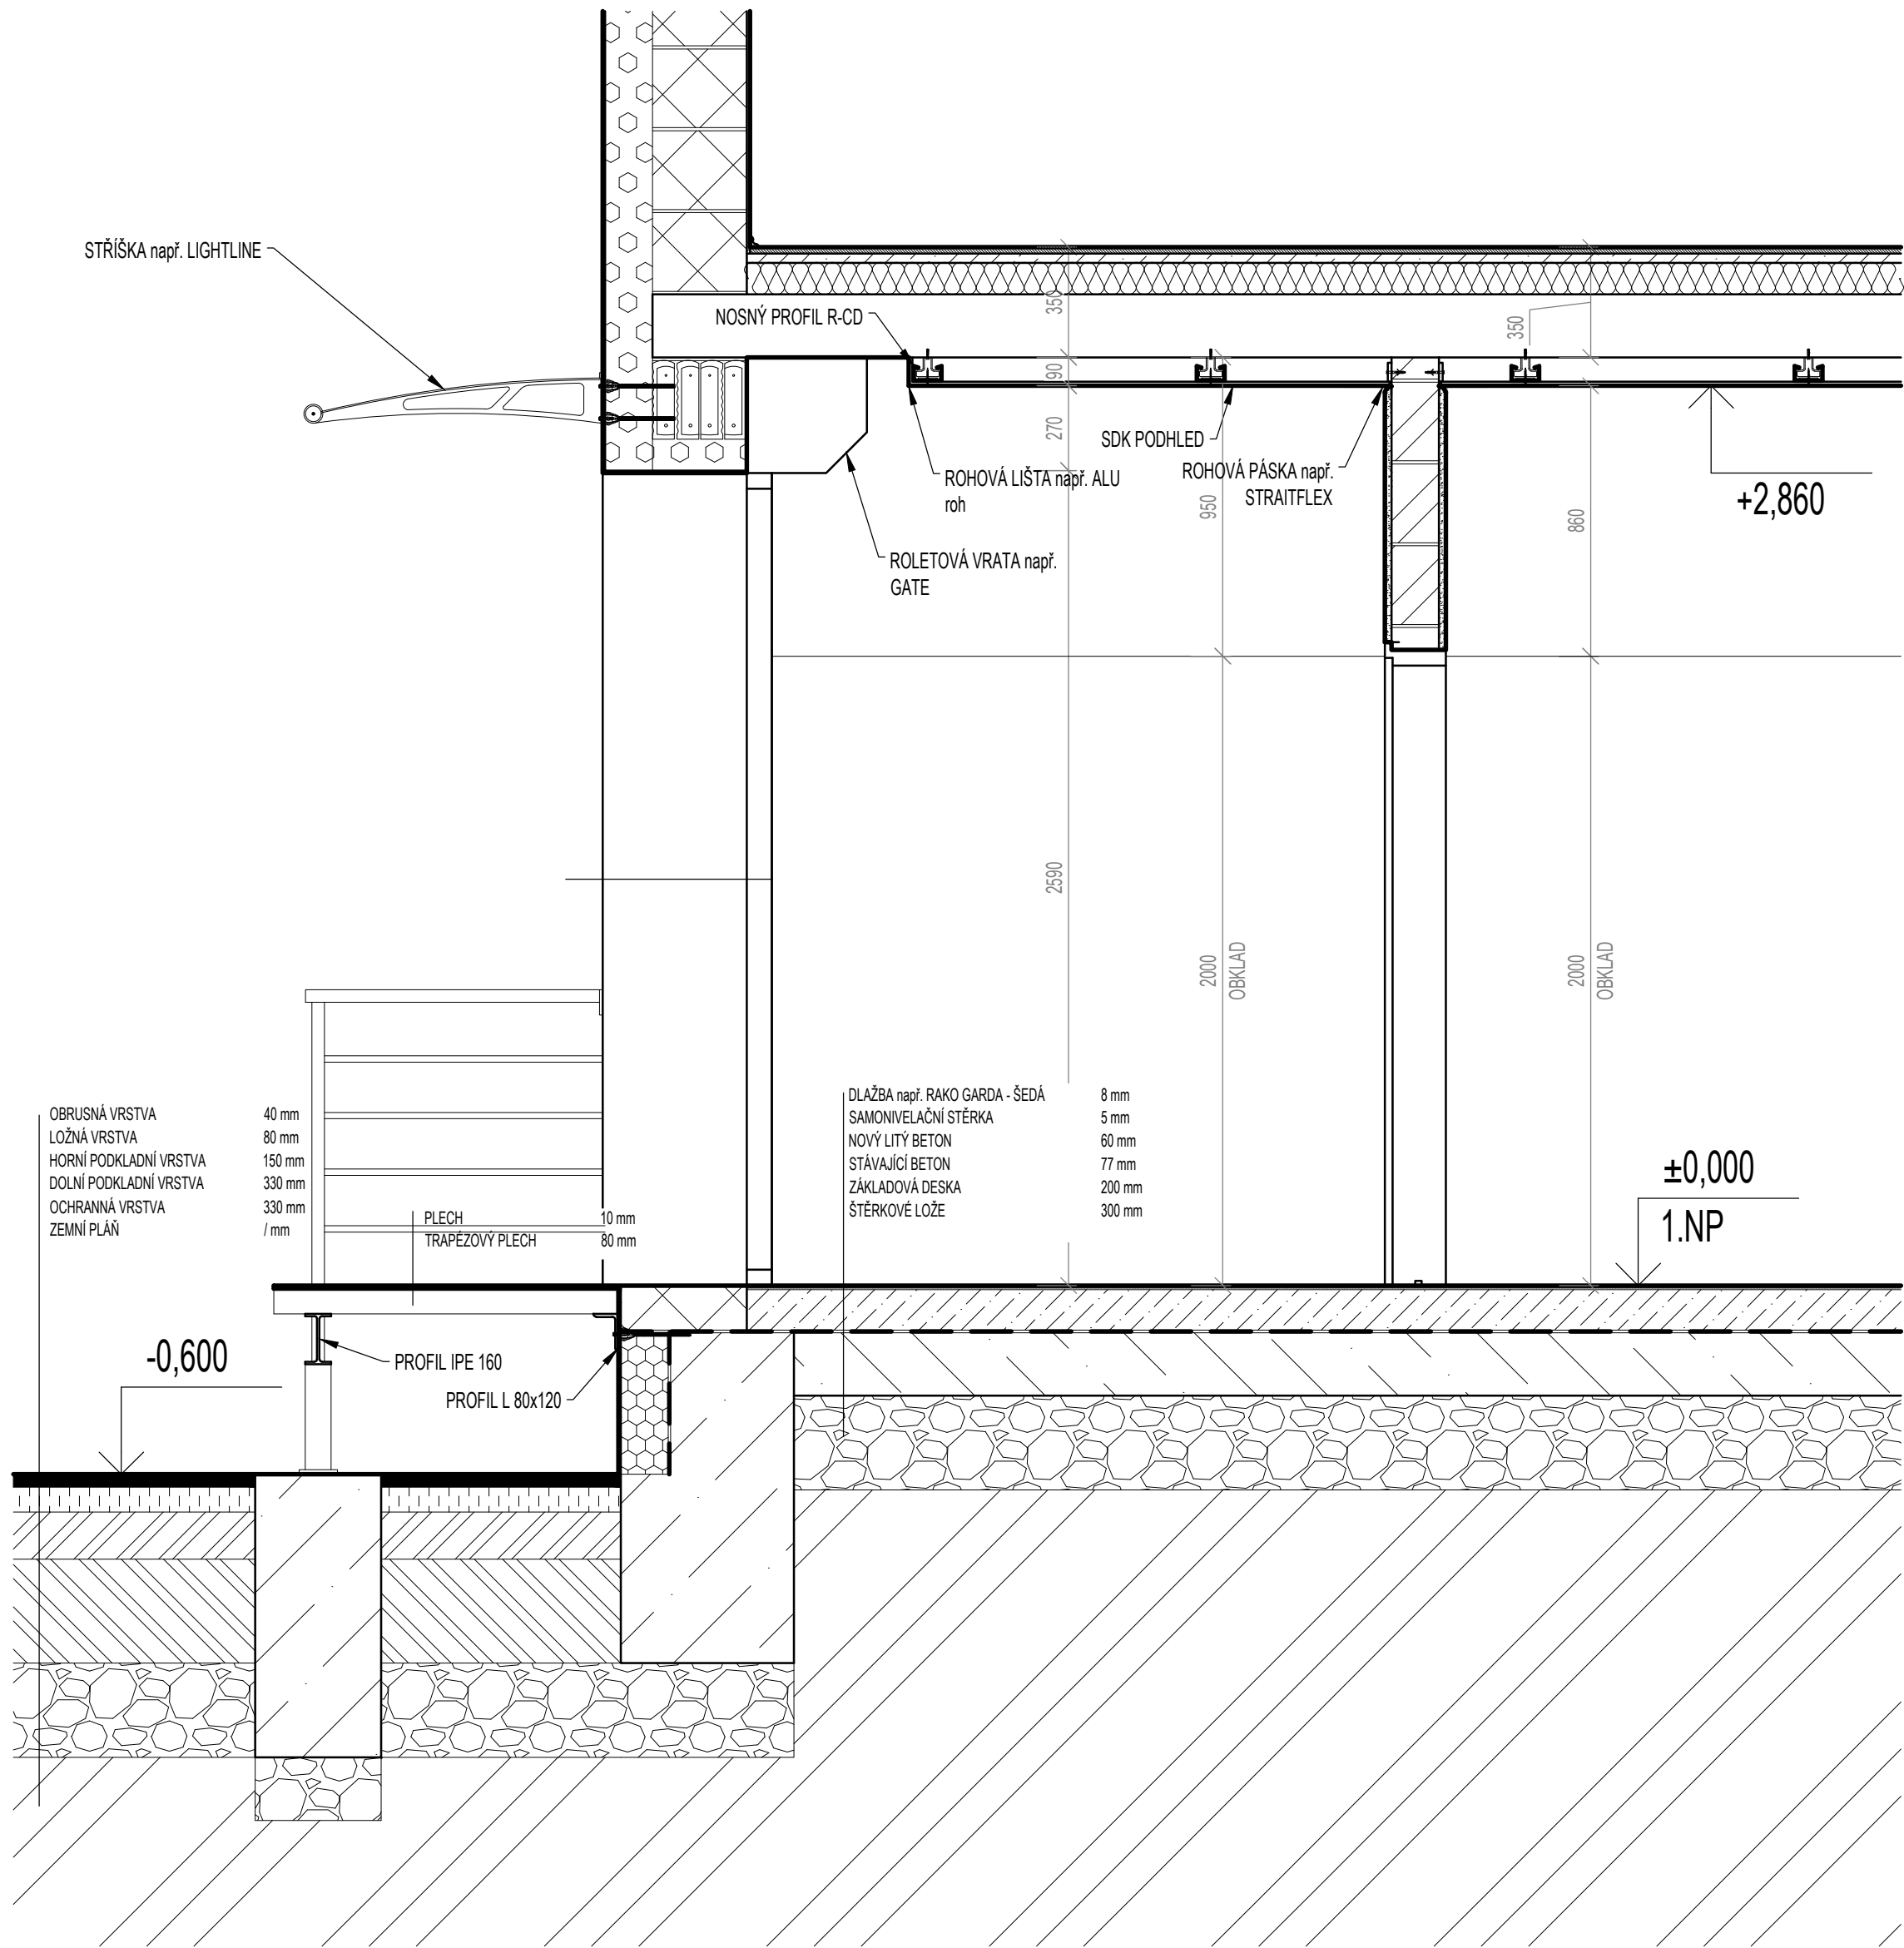 STŘÍŠKA např. LIGHTLINE
NOSNÝ PROFIL R-CD
350
350
90
270
SDK PODHLED
ROHOVÁ LIŠTA např. ALU
roh
ROHOVÁ PÁSKA např.
STRAITFLEX
+2,860
950
860
ROLETOVÁ VRATA např.
GATE
2590
2000
OBKLAD
2000
OBKLAD
OBRUSNÁ VRSTVA 40 mm
LOŽNÁ VRSTVA 80 mm
HORNÍ PODKLADNÍ VRSTVA 150 mm
DOLNÍ PODKLADNÍ VRSTVA 330 mm
OCHRANNÁ VRSTVA 330 mm
ZEMNÍ PLÁŇ / mm
PLECH 10 mm
TRAPÉZOVÝ PLECH 80 mm
DLAŽBA např. RAKO GARDA - ŠEDÁ 8 mm
SAMONIVELAČNÍ STĚRKA 5 mm
NOVÝ LITÝ BETON 60 mm
STÁVAJÍCÍ BETON 77 mm
ZÁKLADOVÁ DESKA 200 mm
ŠTĚRKOVÉ LOŽE 300 mm
±0,000
1.NP
-0,600
PROFIL IPE 160
PROFIL L 80x120